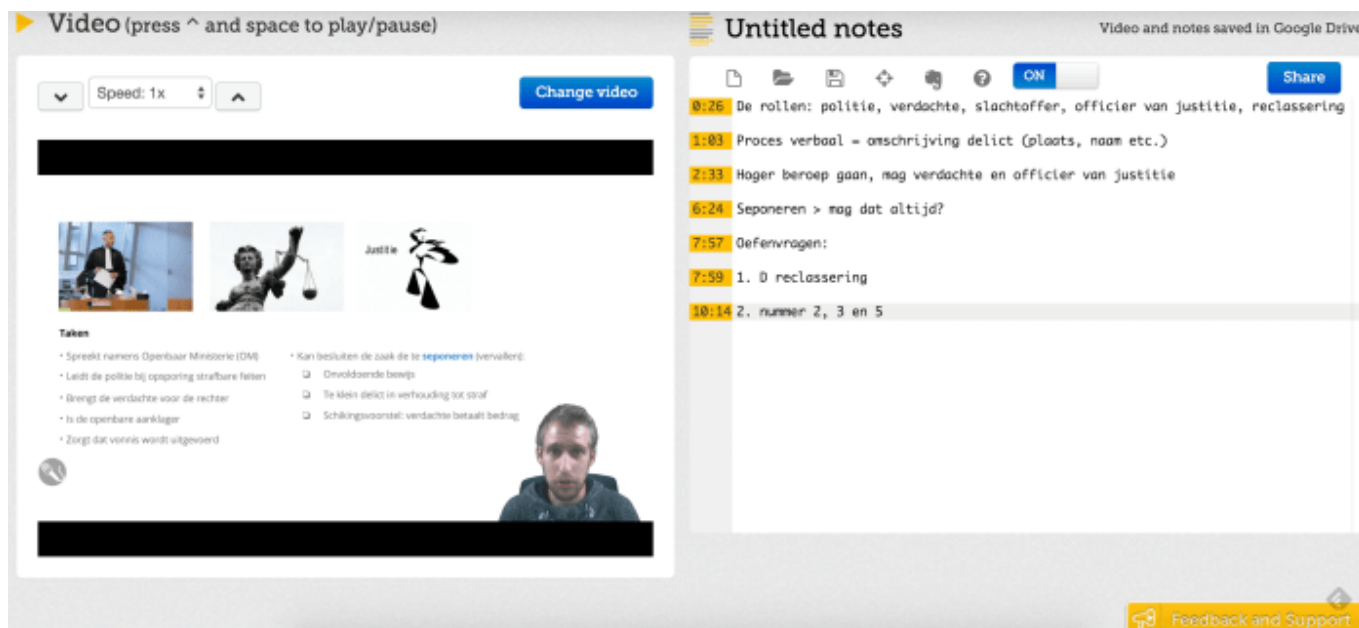 Video (press ^ and space to play/pause)
Speed: 1x
Change video
Justitie
Taken
• Spreekt namens Openbaar Ministerie (OM)
• Leidt de politie bij opsporing strafbare feiten
• Brengt de verdachte voor de rechter
• Is de openbare aanklager
• Zorgt dat vonnis wordt uitgevoerd
• Kan besluiten de zaak de te seponeren (vervallen):
Onvoldoende bewijs
Te klein delict in verhouding tot straf
Schikingsvoorstel: verdachte betaalt bedrag
Untitled notes
Video and notes saved in Google Drive
ON
Share
0:26 De rollen: politie, verdachte, slachtoffer, officier van justitie, reclassering
1:03 Proces verbaal = omschrijving delict (plaats, naam etc.)
2:33 Hoger beroep gaan, mag verdachte en officier van justitie
6:24 Seponeren > mag dat altijd?
7:57 Oefenvragen:
7:59 1. D reclassering
10:14 2. nummer 2, 3 en 5
Feedback and Support